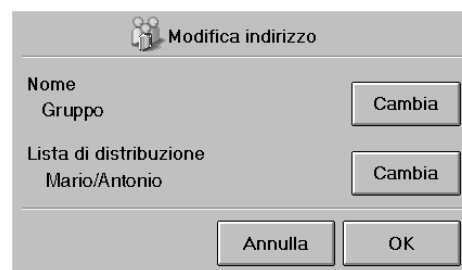 Modifica indirizzo
Nome
Gruppo
Cambia
Lista di distribuzione
Mario/Antonio
Cambia
Annulla
OK